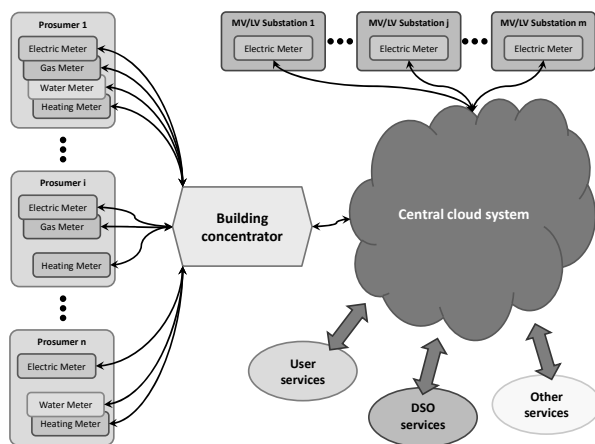 Prosumer 1
Electric Meter
Gas Meter
Water Meter
Heating Meter
Prosumer i
Electric Meter
Gas Meter
Heating Meter
Prosumer n
Electric Meter
Water Meter
Heating Meter
Building
concentrator
MV/LV Substation 1
Electric Meter
MV/LV Substation j
Electric Meter
MV/LV Substation m
Electric Meter
Central cloud system
User
services
DSO
services
Other
services